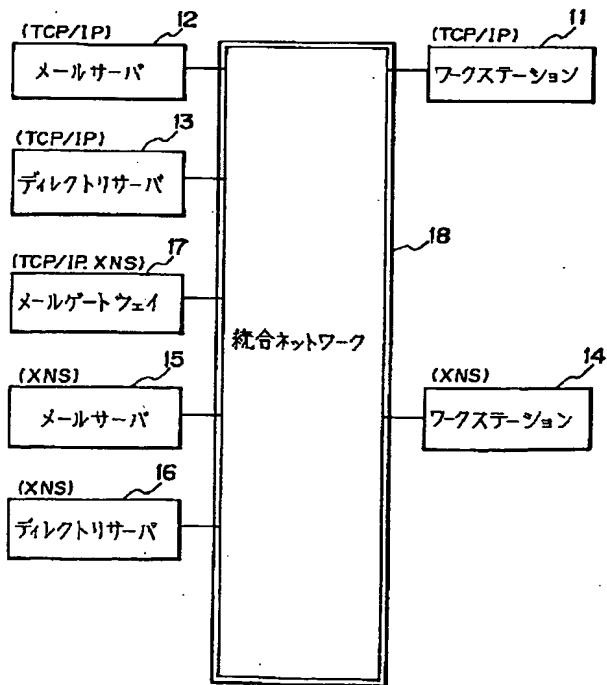 (TCP/IP)
12
メールサーバ
(TCP/IP)
13
ディレクトリサーバ
(TCP/IP. XNS)
17
メールゲートウェイ
(XNS)
15
メールサーバ
(XNS)
16
ディレクトリサーバ
統合ネットワーク
18
(TCP/IP)
11
ワークステーション
(XNS)
14
ワークステーション